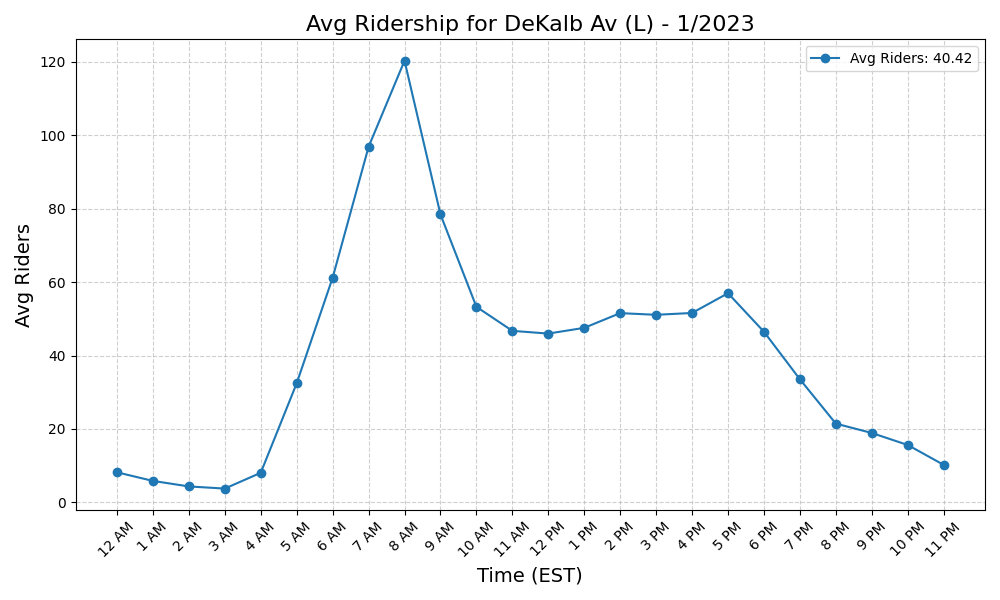 Avg Ridership for DeKalb Av (L) - 1/2023
Avg Riders: 40.42
120
100
80
60
40
20
0
Avg Riders
12 AM
1 AM
2 AM
3 AM
4 AM
5 AM
6 AM
7 AM
8 AM
9 AM
10 AM
11 AM
12 PM
1 PM
2 PM
3 PM
4 PM
5 PM
6 PM
7 PM
8 PM
9 PM
10 PM
11 PM
Time (EST)